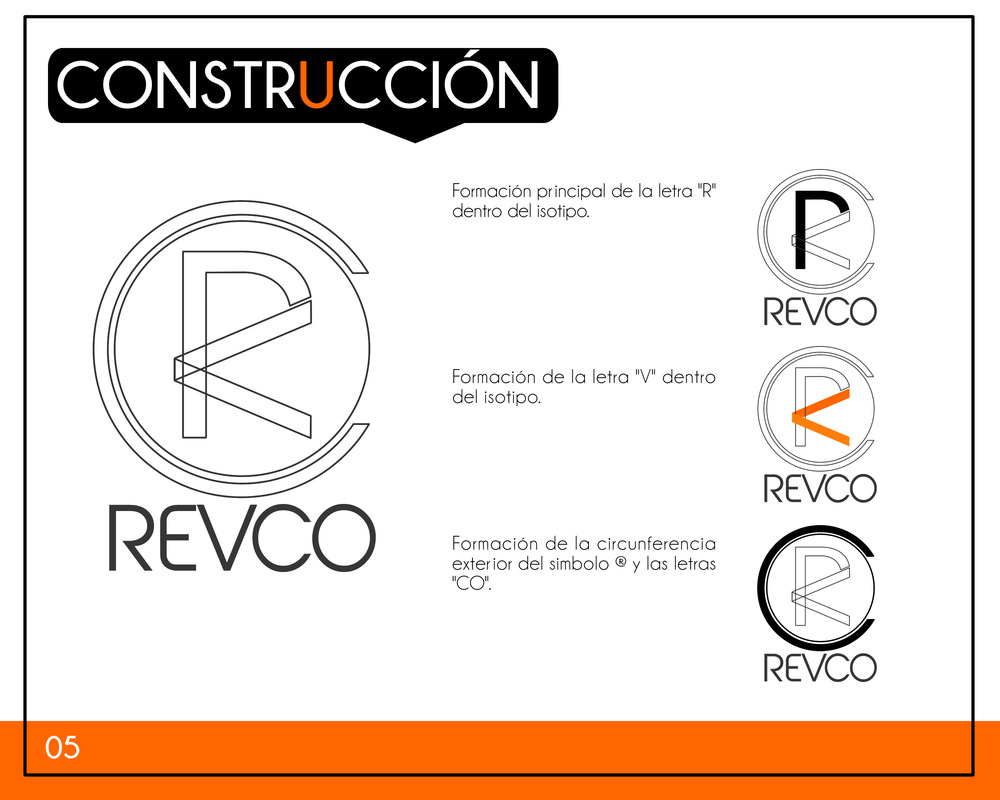 CONSTRUCCIÓN
REVCO
Formación principal de la letra "R"
dentro del isotipo.
REVCO
Formación de la letra "V" dentro
del isotipo.
REVCO
Formación de la circunferencia
exterior del simbolo ® y las letras
"CO".
REVCO
05